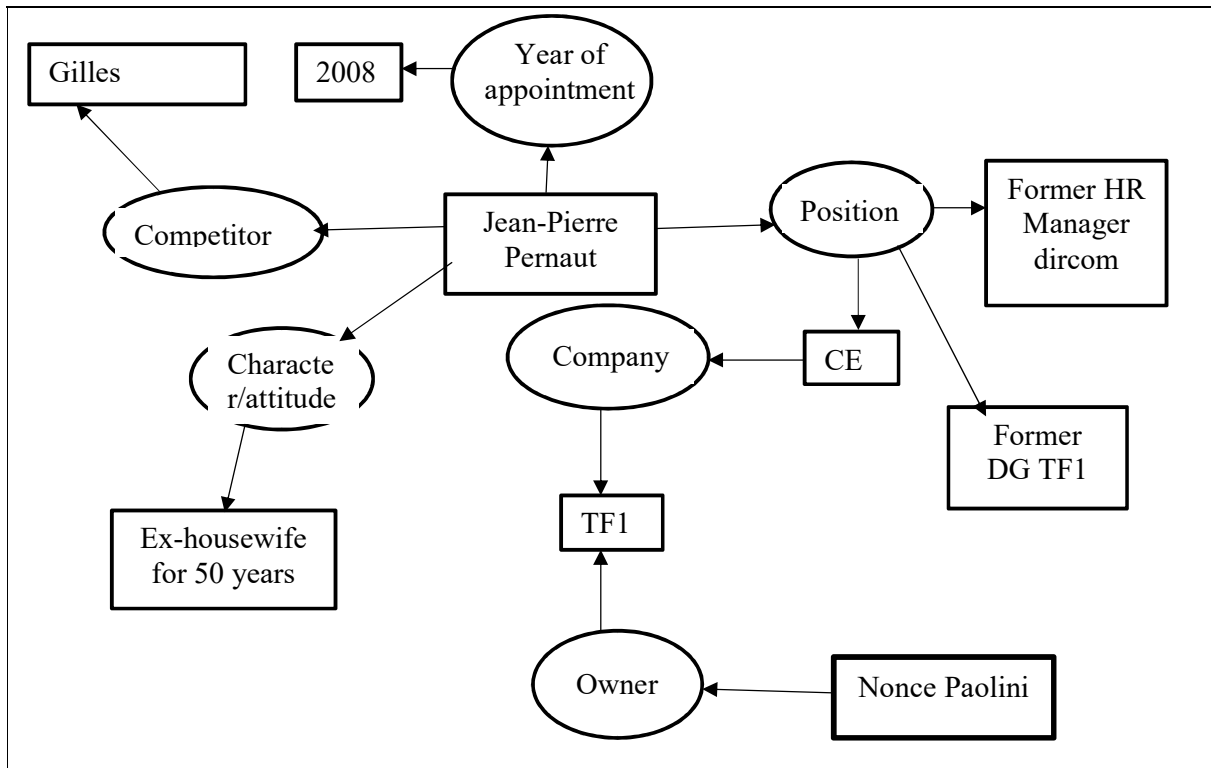 Gilles
2008
Year of
appointment
Competitor
Jean-Pierre
Pernaut
Position
Former HR
Manager
dircom
Characte
r/attitude
Company
CE
Former
DG TF1
Ex-housewife
for 50 years
TF1
Owner
Nonce Paolini